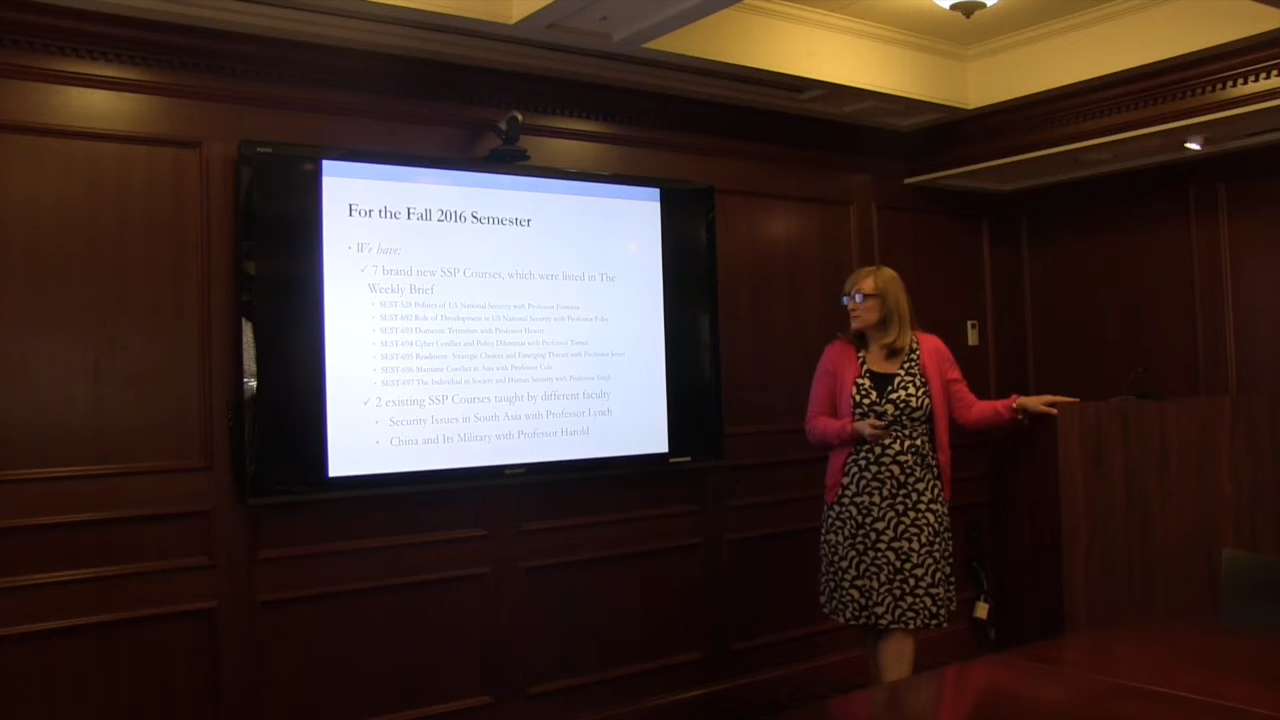 For the Fall 2016 Semester
• We have:
✓ 7 brand new SSP Courses, which were listed in The
Weekly Brief
• SEST-528 Politics of US National Security with Professor
• SEST-692 Role of Development in US National Security with Professor Foley
• SEST-693 Domestic Terrorism with Professor
• SEST-694 Cyber Conflict and Policy Dilemmas with Professor
• SEST-695 Readiness: Strategic Choices and Emerging Threats with Professor Jensen
• SEST-696 Maritime Conflict in Asia with Professor Cole
• SEST-697 The Individual in Society and Human Security with Professor Singh
✓ 2 existing SSP Courses taught by different faculty
• Security Issues in South Asia with Professor Lynch
• China and Its Military with Professor Harold